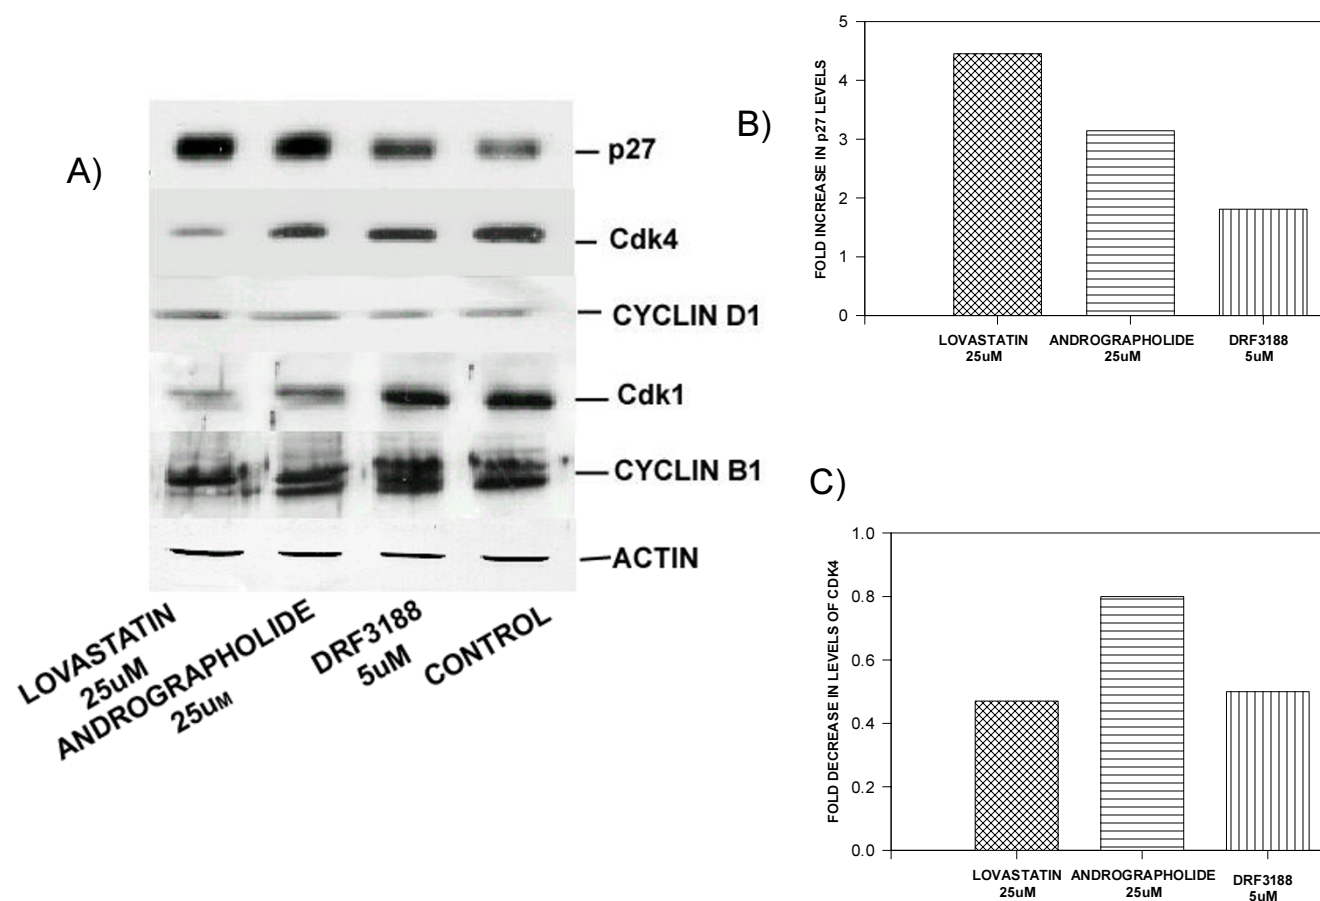 A)
p27
Cdk4
CYCLIN D1
Cdk1
CYCLIN B1
ACTIN
LOVASTATIN
25uM
ANDROGRAPHOLIDE
25uM
DRF3188
5uM
CONTROL
B)
FOLD INCREASE IN p27 LEVELS
5
4
3
2
1
0
LOVASTATIN
25uM
ANDROGRAPHOLIDE
25uM
DRF3188
5uM
C)
FOLD DECREASE IN LEVELS OF CDK4
1.0
0.8
0.6
0.4
0.2
0.0
LOVASTATIN
25uM
ANDROGRAPHOLIDE
25uM
DRF3188
5uM